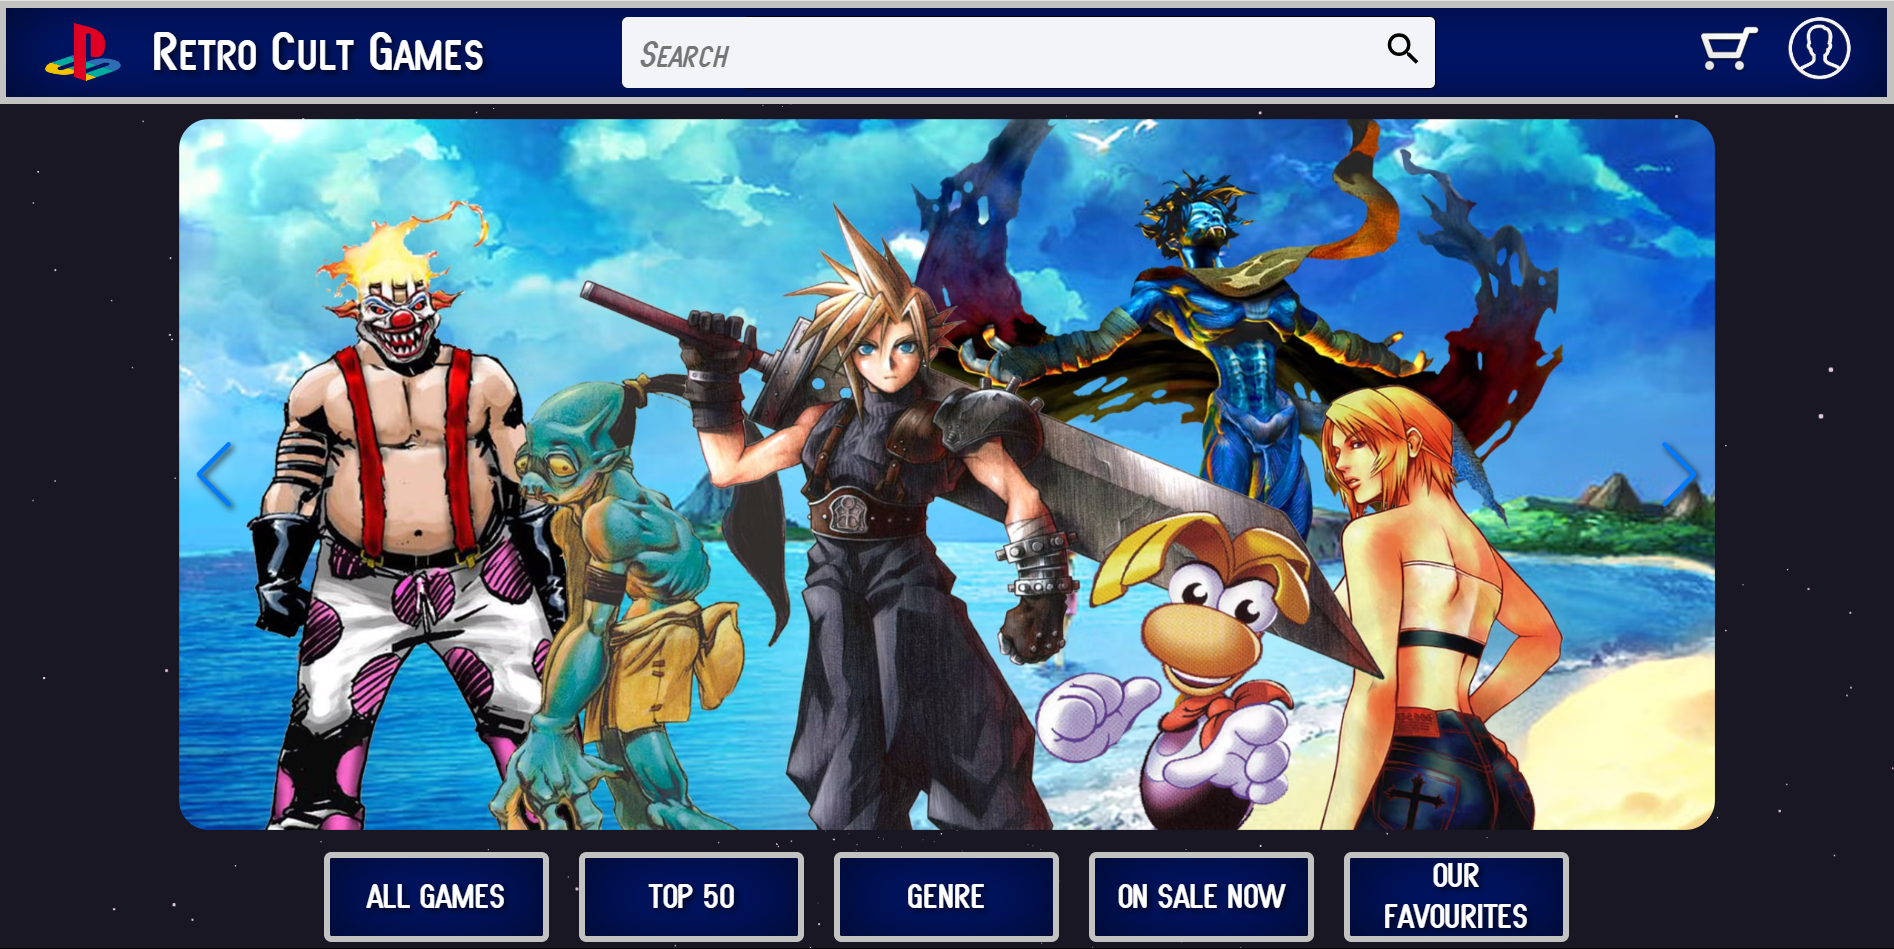 Retro Cult Games
Search
ALL GAMES
TOP 50
GENRE
ON SALE NOW
OUR
FAVOURITES